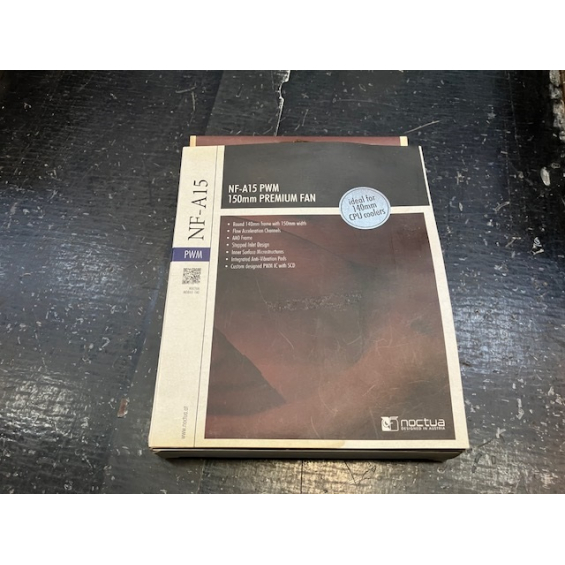 NF-A15
PWM
www.noctua.at
NF-A15 PWM
150mm PREMIUM FAN
ideal for
140mm
CPU coolers
• Round 140mm frame with 150mm width
• Flow Acceleration Channels
• AAO Frame
• Stepped Inlet Design
• Inner Surface Microstructures
• Integrated Anti-Vibration Pads
• Custom designed PWM IC with SCD
noctua
DESIGNED IN AUSTRIA